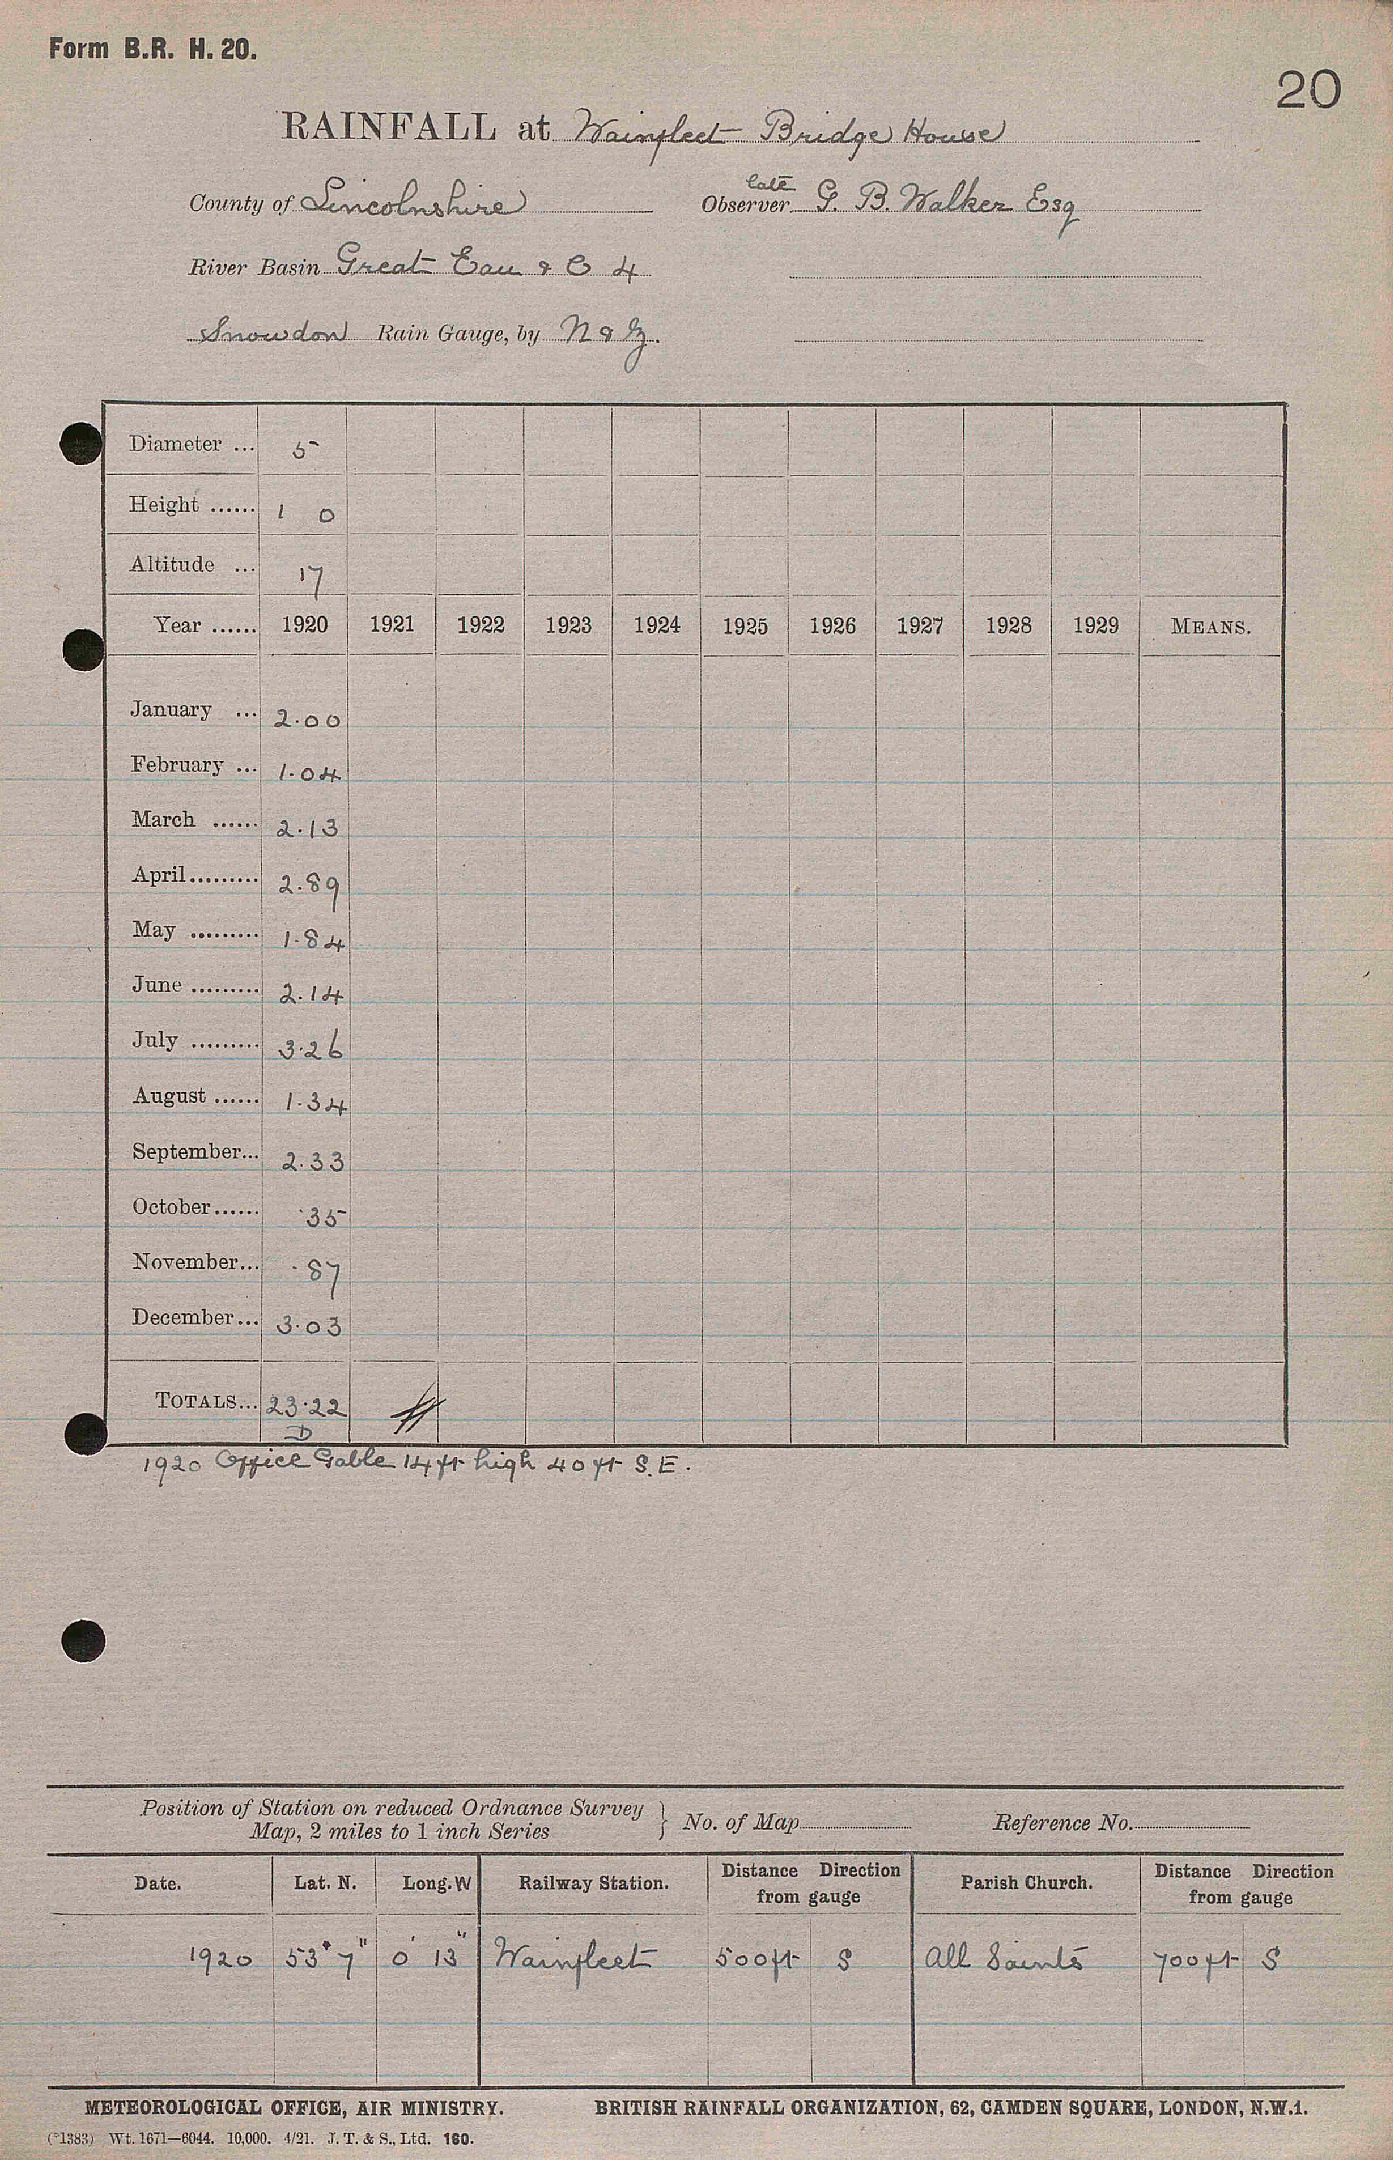 Form B.R. H. 20.
20
RAINFALL at Wainfleet Bridge House
County of Lincolnshire
late
Observer G. B. Walker Esq
River Basin Great Eau & C 4
Snowdon Rain Gauge, by N & Z.
Diameter ... 5
Height ...... 1 0
Altitude ... 17
Year ...... 1920 1921 1922 1923 1924 1925 1926 1927 1928 1929 MEANS.
January ... 2.00
February ... 1.04
March ...... 2.13
April......... 2.89
May ......... 1.84
June ......... 2.14
July ......... 3.26
August ...... 1.34
September... 2.33
October...... .35
November... .87
December... 3.03
TOTALS... 23.22
D
1920 Office Gable 14 ft high 40 ft S.E.
Position of Station on reduced Ordnance Survey
Map, 2 miles to 1 inch Series } No. of Map Reference No.
Date. Lat. N. Long. W Railway Station. Distance Direction from gauge Parish Church. Distance Direction from gauge
1920 53° 7" 0' 13" Wainfleet 500ft S All Saints 700ft S
METEOROLOGICAL OFFICE, AIR MINISTRY. BRITISH RAINFALL ORGANIZATION, 62, CAMDEN SQUARE, LONDON, N.W.1.
(*1383) Wt. 1671—6044. 10,000. 4/21. J. T. & S., Ltd. 160.